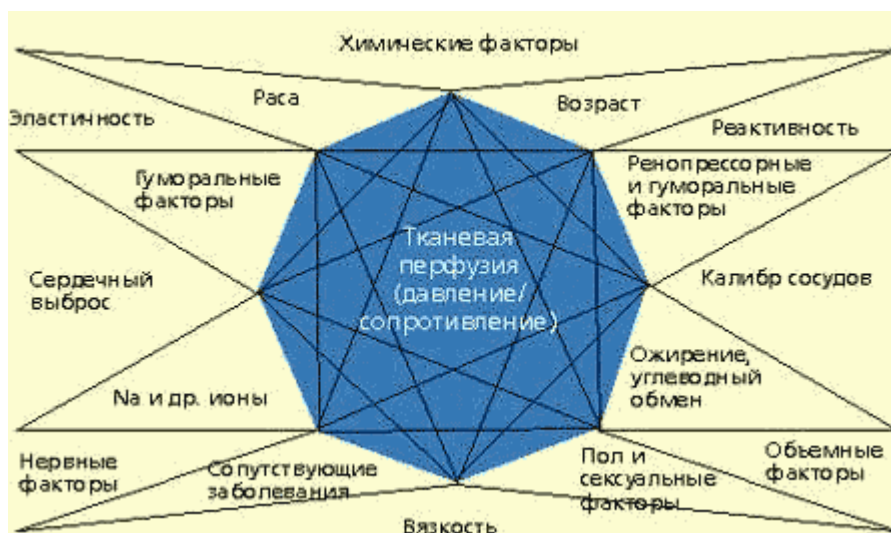 Химические факторы
Раса
Возраст
Эластичность
Реактивность
Гуморальные
факторы
Ренопрессорные
и гуморальные
факторы
Тканевая
перфузия
(давление/
сопротивление)
Сердечный
выброс
Калибр сосудов
Na и др. ионы
Ожирение,
углеводный
обмен
Нервные
факторы
Сопутствующие
заболевания
Пол и
сексуальные
факторы
Объемные
факторы
Вязкость